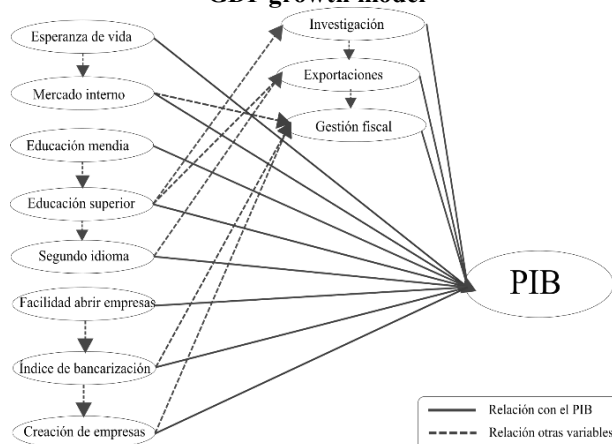 GDP growth model
Esperanza de vida
Mercado interno
Educación mendia
Educación superior
Segundo idioma
Facilidad abrir empresas
Índice de bancarización
Creación de empresas
Investigación
Exportaciones
Gestión fiscal
PIB
Relación con el PIB
Relación otras variables